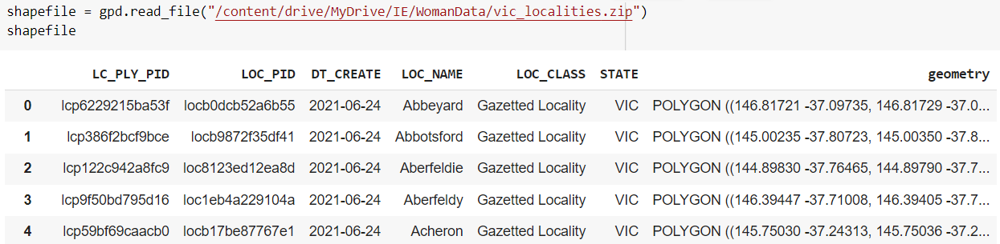 shapefile = gpd.read_file("/content/drive/MyDrive/IE/WomanData/vic_localities.zip")
shapefile
LC_PLY_PID LOC_PID DT_CREATE LOC_NAME LOC_CLASS STATE geometry
0 lcp6229215ba53f locb0dcb52a6b55 2021-06-24 Abbeyard Gazetted Locality VIC POLYGON ((146.81721 -37.09735, 146.81729 -37.0...
1 lcp386f2bcf9bce locb9872f35df41 2021-06-24 Abbotsford Gazetted Locality VIC POLYGON ((145.00235 -37.80723, 145.00350 -37.8...
2 lcp122c942a8fc9 loc8123ed12ea8d 2021-06-24 Aberfeldie Gazetted Locality VIC POLYGON ((144.89830 -37.76465, 144.89790 -37.7...
3 lcp9f50bd795d16 loc1eb4a229104a 2021-06-24 Aberfeldy Gazetted Locality VIC POLYGON ((146.39447 -37.71008, 146.39405 -37.7...
4 lcp59bf69caacb0 locb17be87767e1 2021-06-24 Acheron Gazetted Locality VIC POLYGON ((145.75030 -37.24313, 145.75036 -37.2...